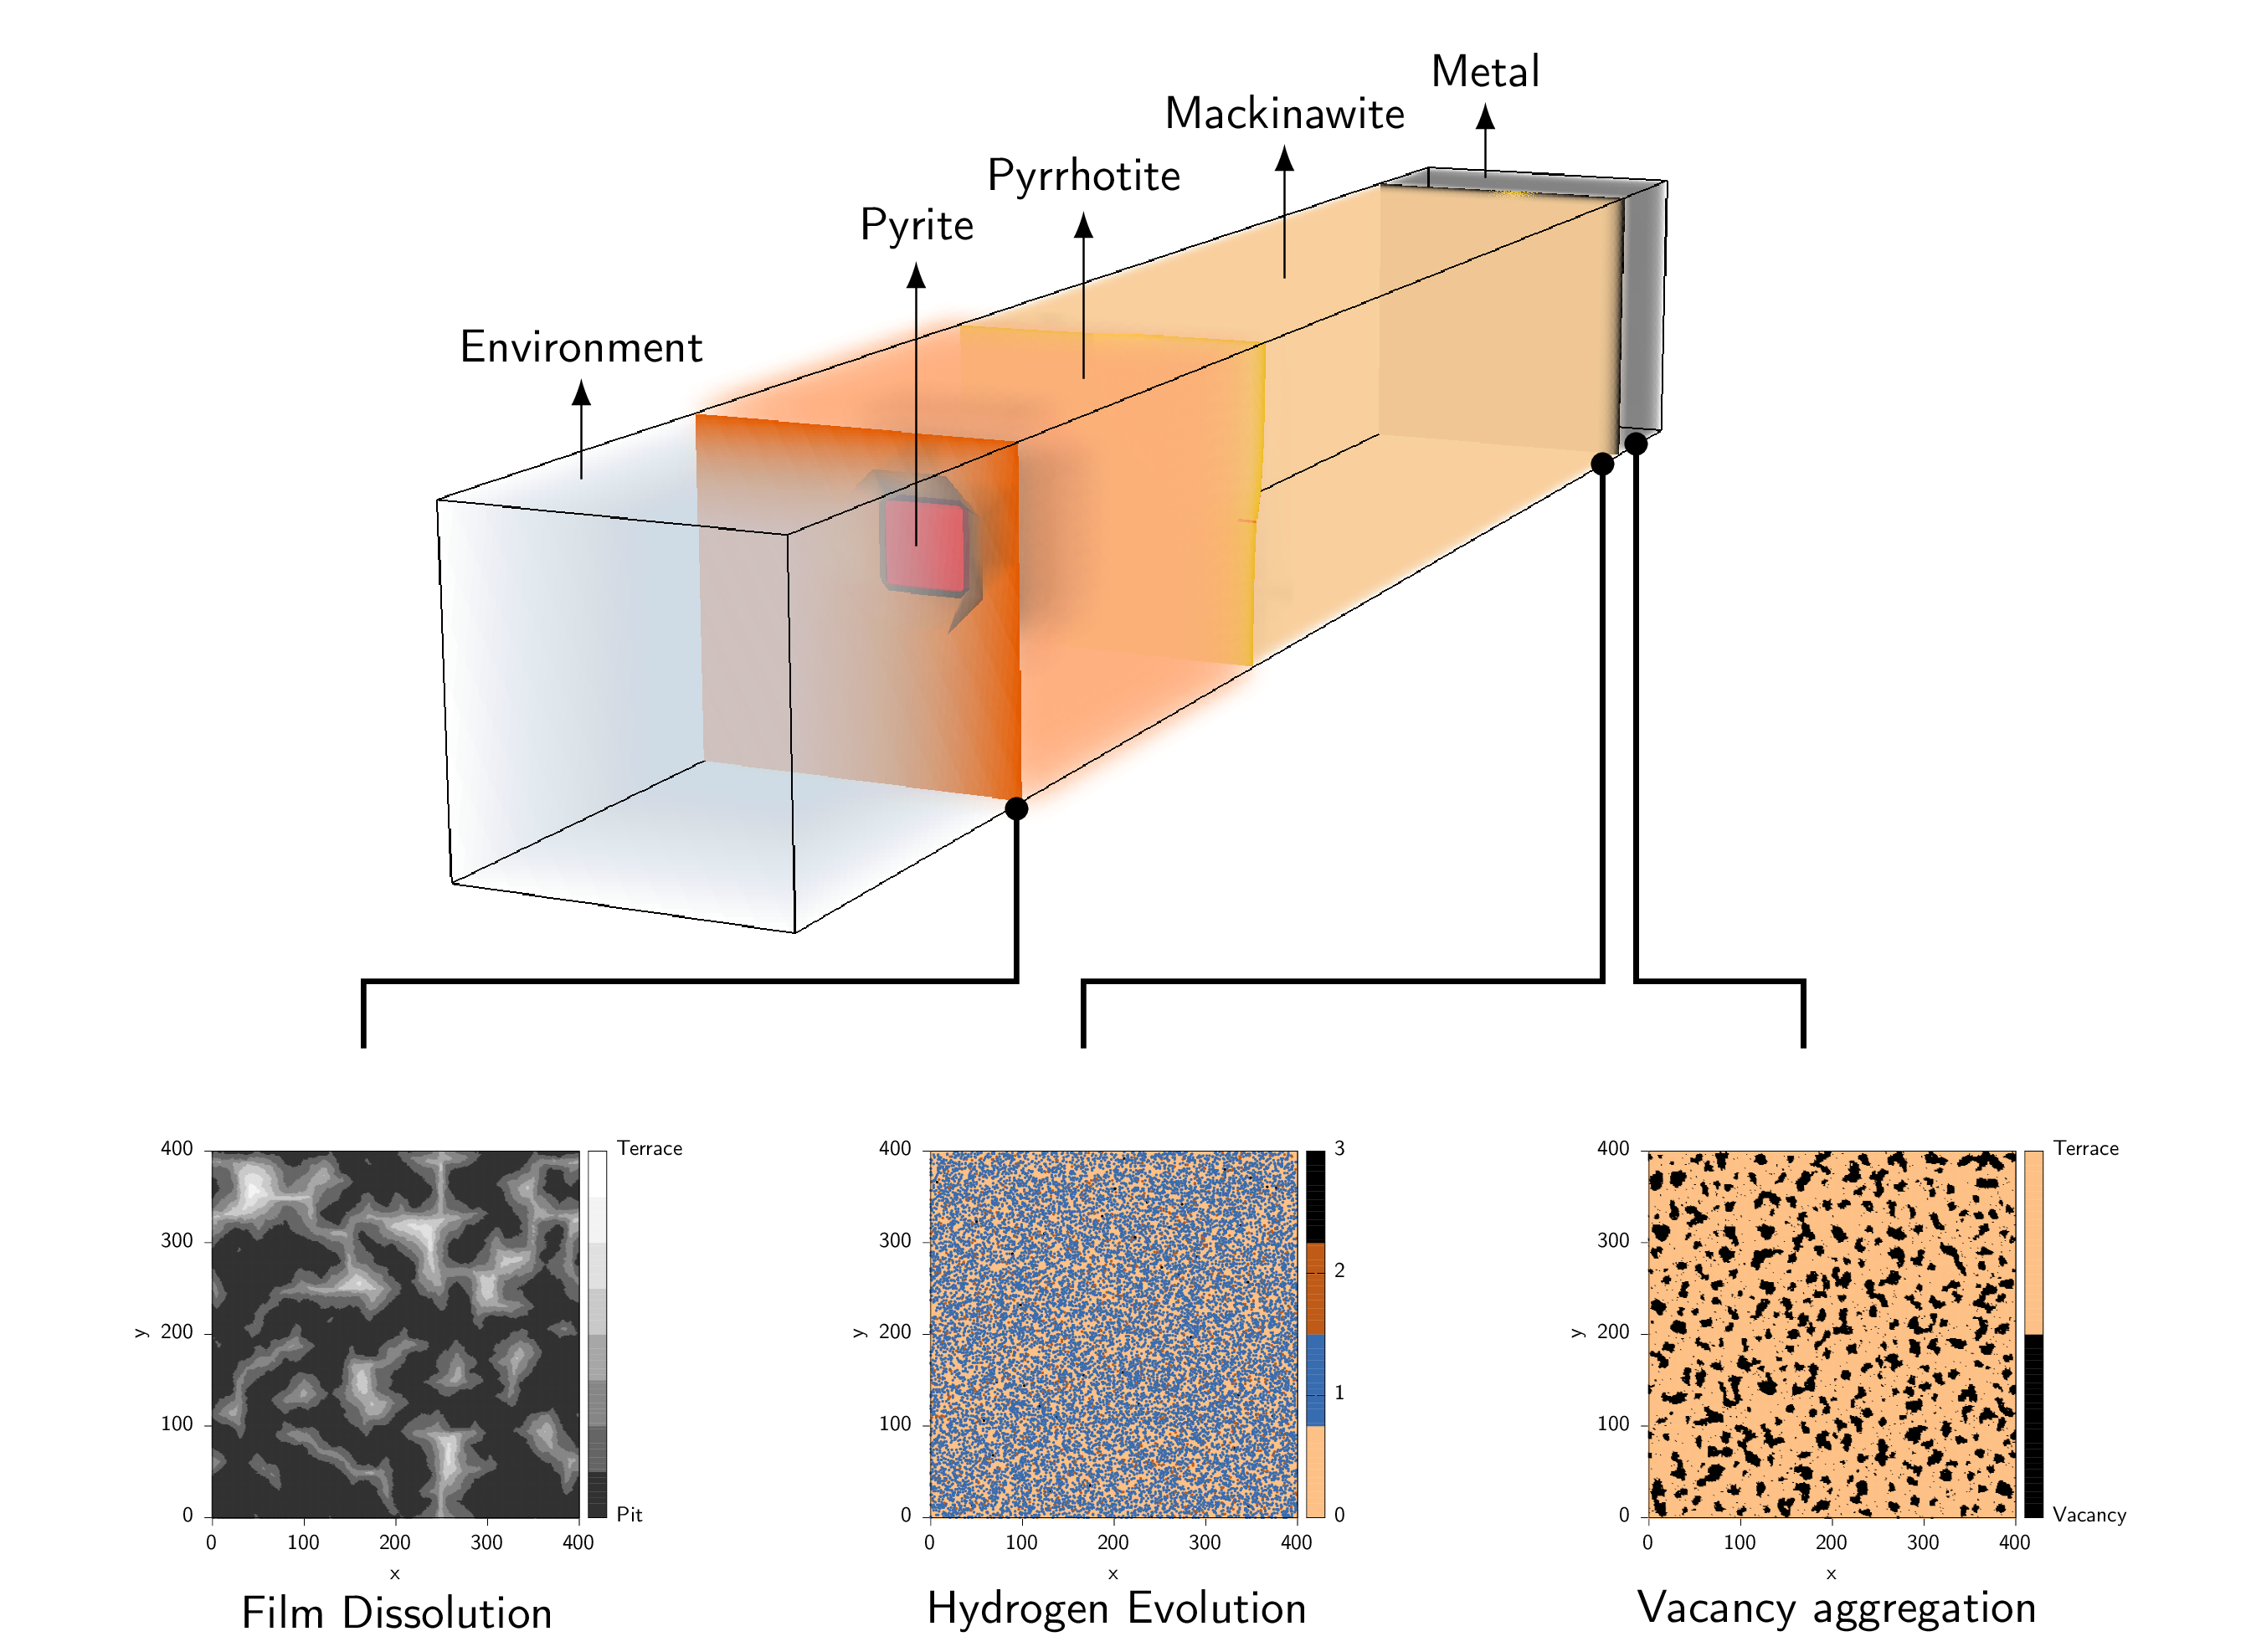 Metal
Mackinawite
Pyrrhotite
Pyrite
Environment
400
300
200
100
0
y
0 100 200 300 400
x
Terrace
Pit
Film Dissolution
400
300
200
100
0
y
0 100 200 300 400
x
3
2
1
0
Hydrogen Evolution
400
300
200
100
0
y
0 100 200 300 400
x
Terrace
Vacancy
Vacancy aggregation